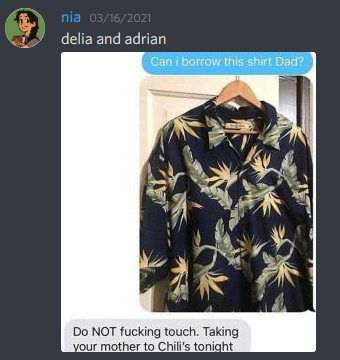 nia 03/16/2021
delia and adrian
Can i borrow this shirt Dad?
Do NOT fucking touch. Taking
your mother to Chili's tonight